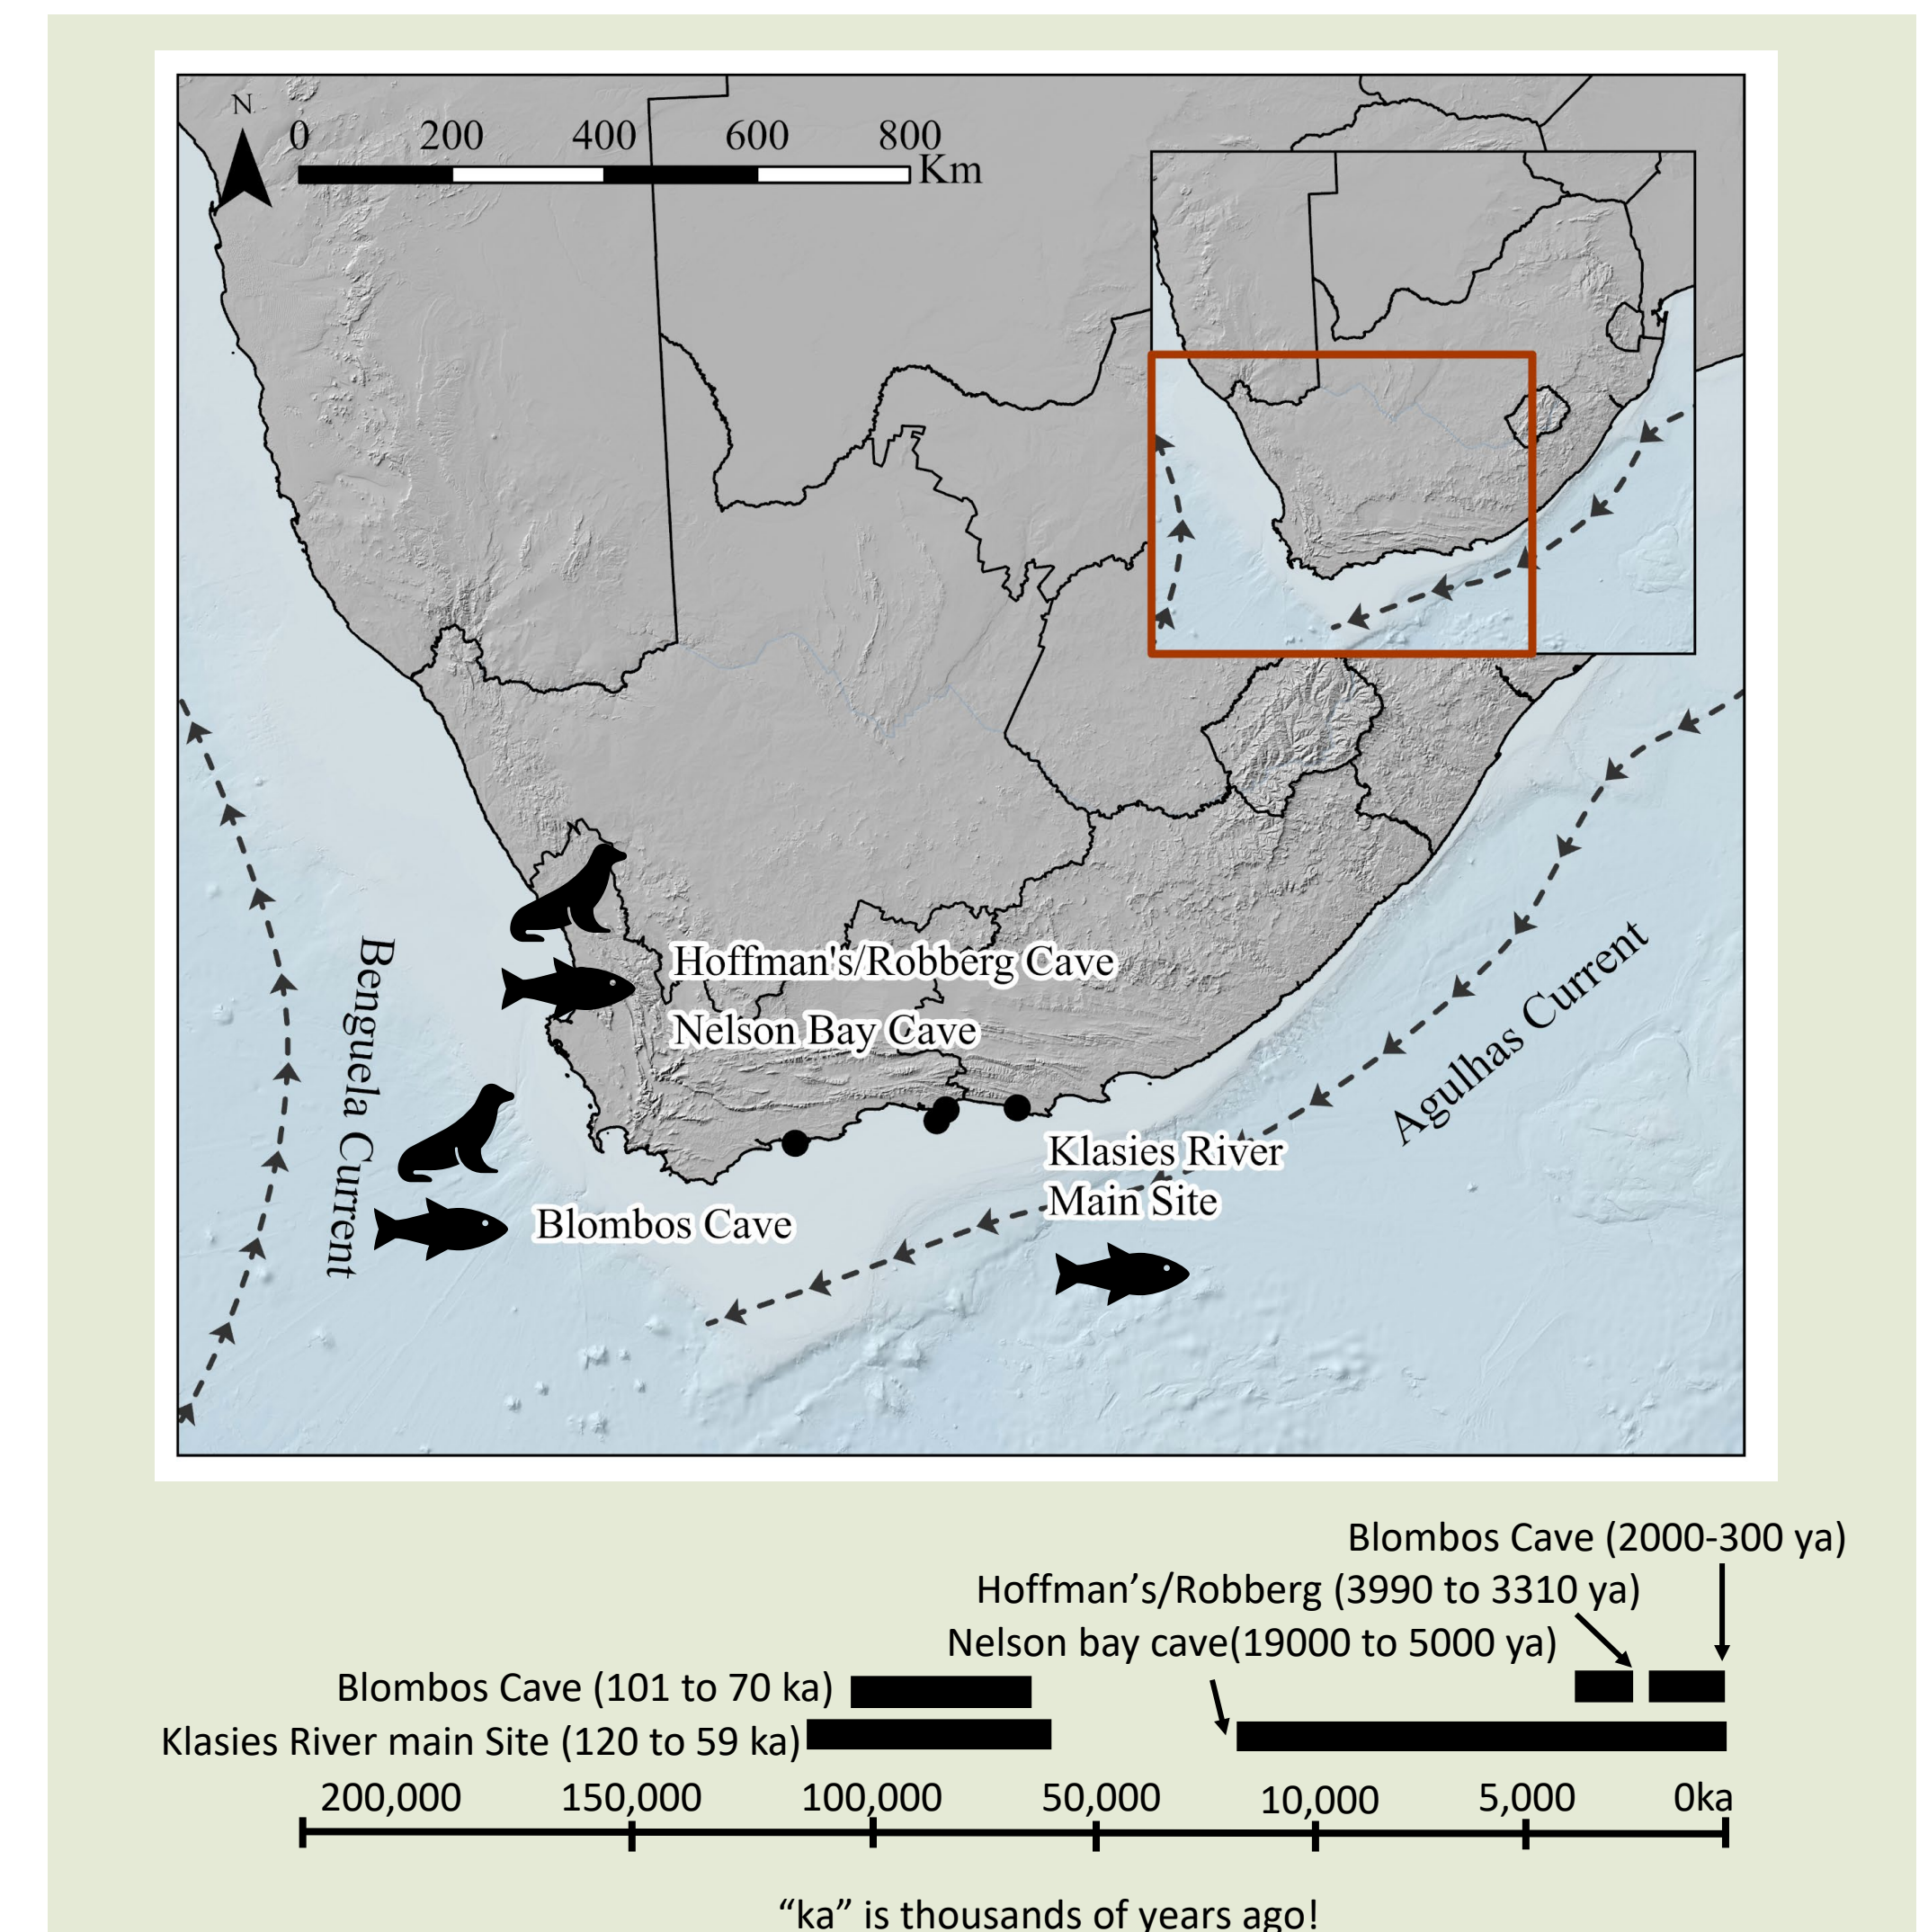 N
0 200 400 600 800
Km
Hoffman's/Robberg Cave
Nelson Bay Cave
Benguela Current
Agulhas Current
Klasies River
Main Site
Blombos Cave
Blombos Cave (2000-300 ya)
Hoffman’s/Robberg (3990 to 3310 ya)
Nelson bay cave(19000 to 5000 ya)
Blombos Cave (101 to 70 ka)
Klasies River main Site (120 to 59 ka)
200,000 150,000 100,000 50,000 10,000 5,000 0ka
“ka” is thousands of years ago!